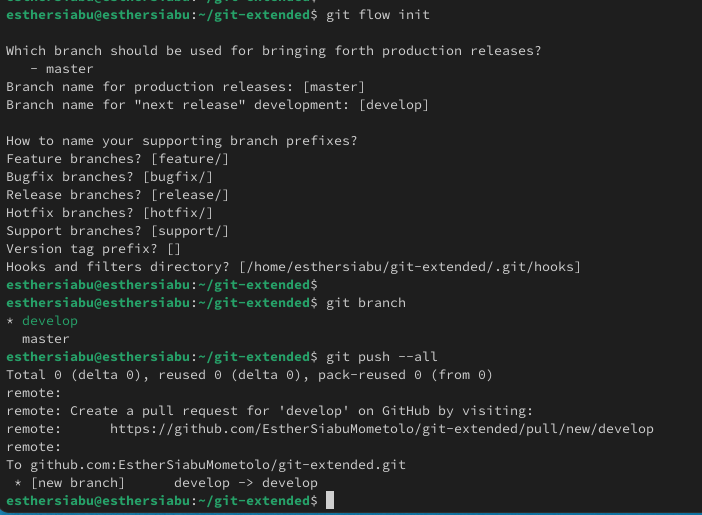 esthersiabu@esthersiabu:~/git-extended$ git flow init

Which branch should be used for bringing forth production releases?
   - master
Branch name for production releases: [master]
Branch name for "next release" development: [develop]

How to name your supporting branch prefixes?
Feature branches? [feature/]
Bugfix branches? [bugfix/]
Release branches? [release/]
Hotfix branches? [hotfix/]
Support branches? [support/]
Version tag prefix? []
Hooks and filters directory? [/home/esthersiabu/git-extended/.git/hooks]
esthersiabu@esthersiabu:~/git-extended$
esthersiabu@esthersiabu:~/git-extended$ git branch
* develop
  master
esthersiabu@esthersiabu:~/git-extended$ git push --all
Total 0 (delta 0), reused 0 (delta 0), pack-reused 0 (from 0)
remote:
remote: Create a pull request for 'develop' on GitHub by visiting:
remote:      https://github.com/EstherSiabuMometolo/git-extended/pull/new/develop
remote:
To github.com:EstherSiabuMometolo/git-extended.git
 * [new branch]      develop -> develop
esthersiabu@esthersiabu:~/git-extended$